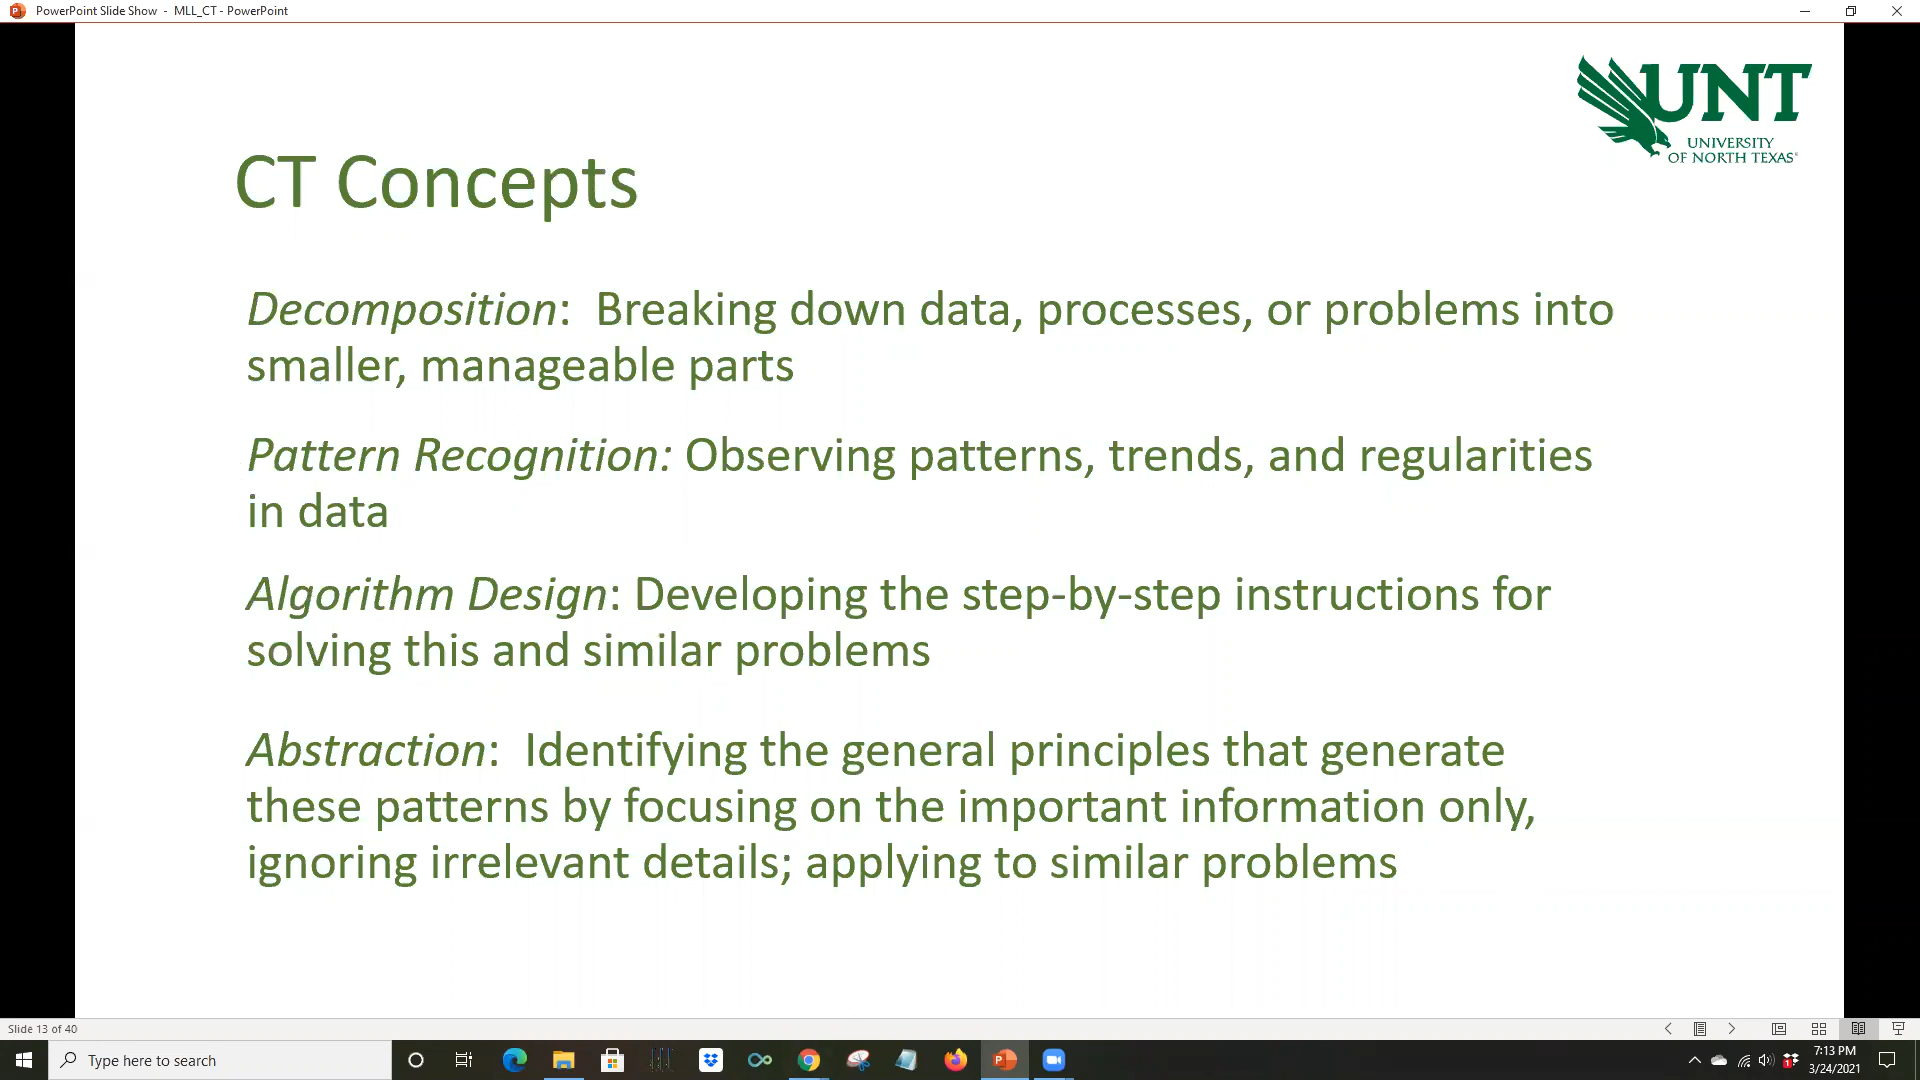 PowerPoint Slide Show - MLL_CT - PowerPoint
UNT
UNIVERSITY
OF NORTH TEXAS
CT Concepts
Decomposition:  Breaking down data, processes, or problems into
smaller, manageable parts
Pattern Recognition: Observing patterns, trends, and regularities
in data
Algorithm Design: Developing the step-by-step instructions for
solving this and similar problems
Abstraction:  Identifying the general principles that generate
these patterns by focusing on the important information only,
ignoring irrelevant details; applying to similar problems
Slide 13 of 40
Type here to search
7:13 PM
3/24/2021